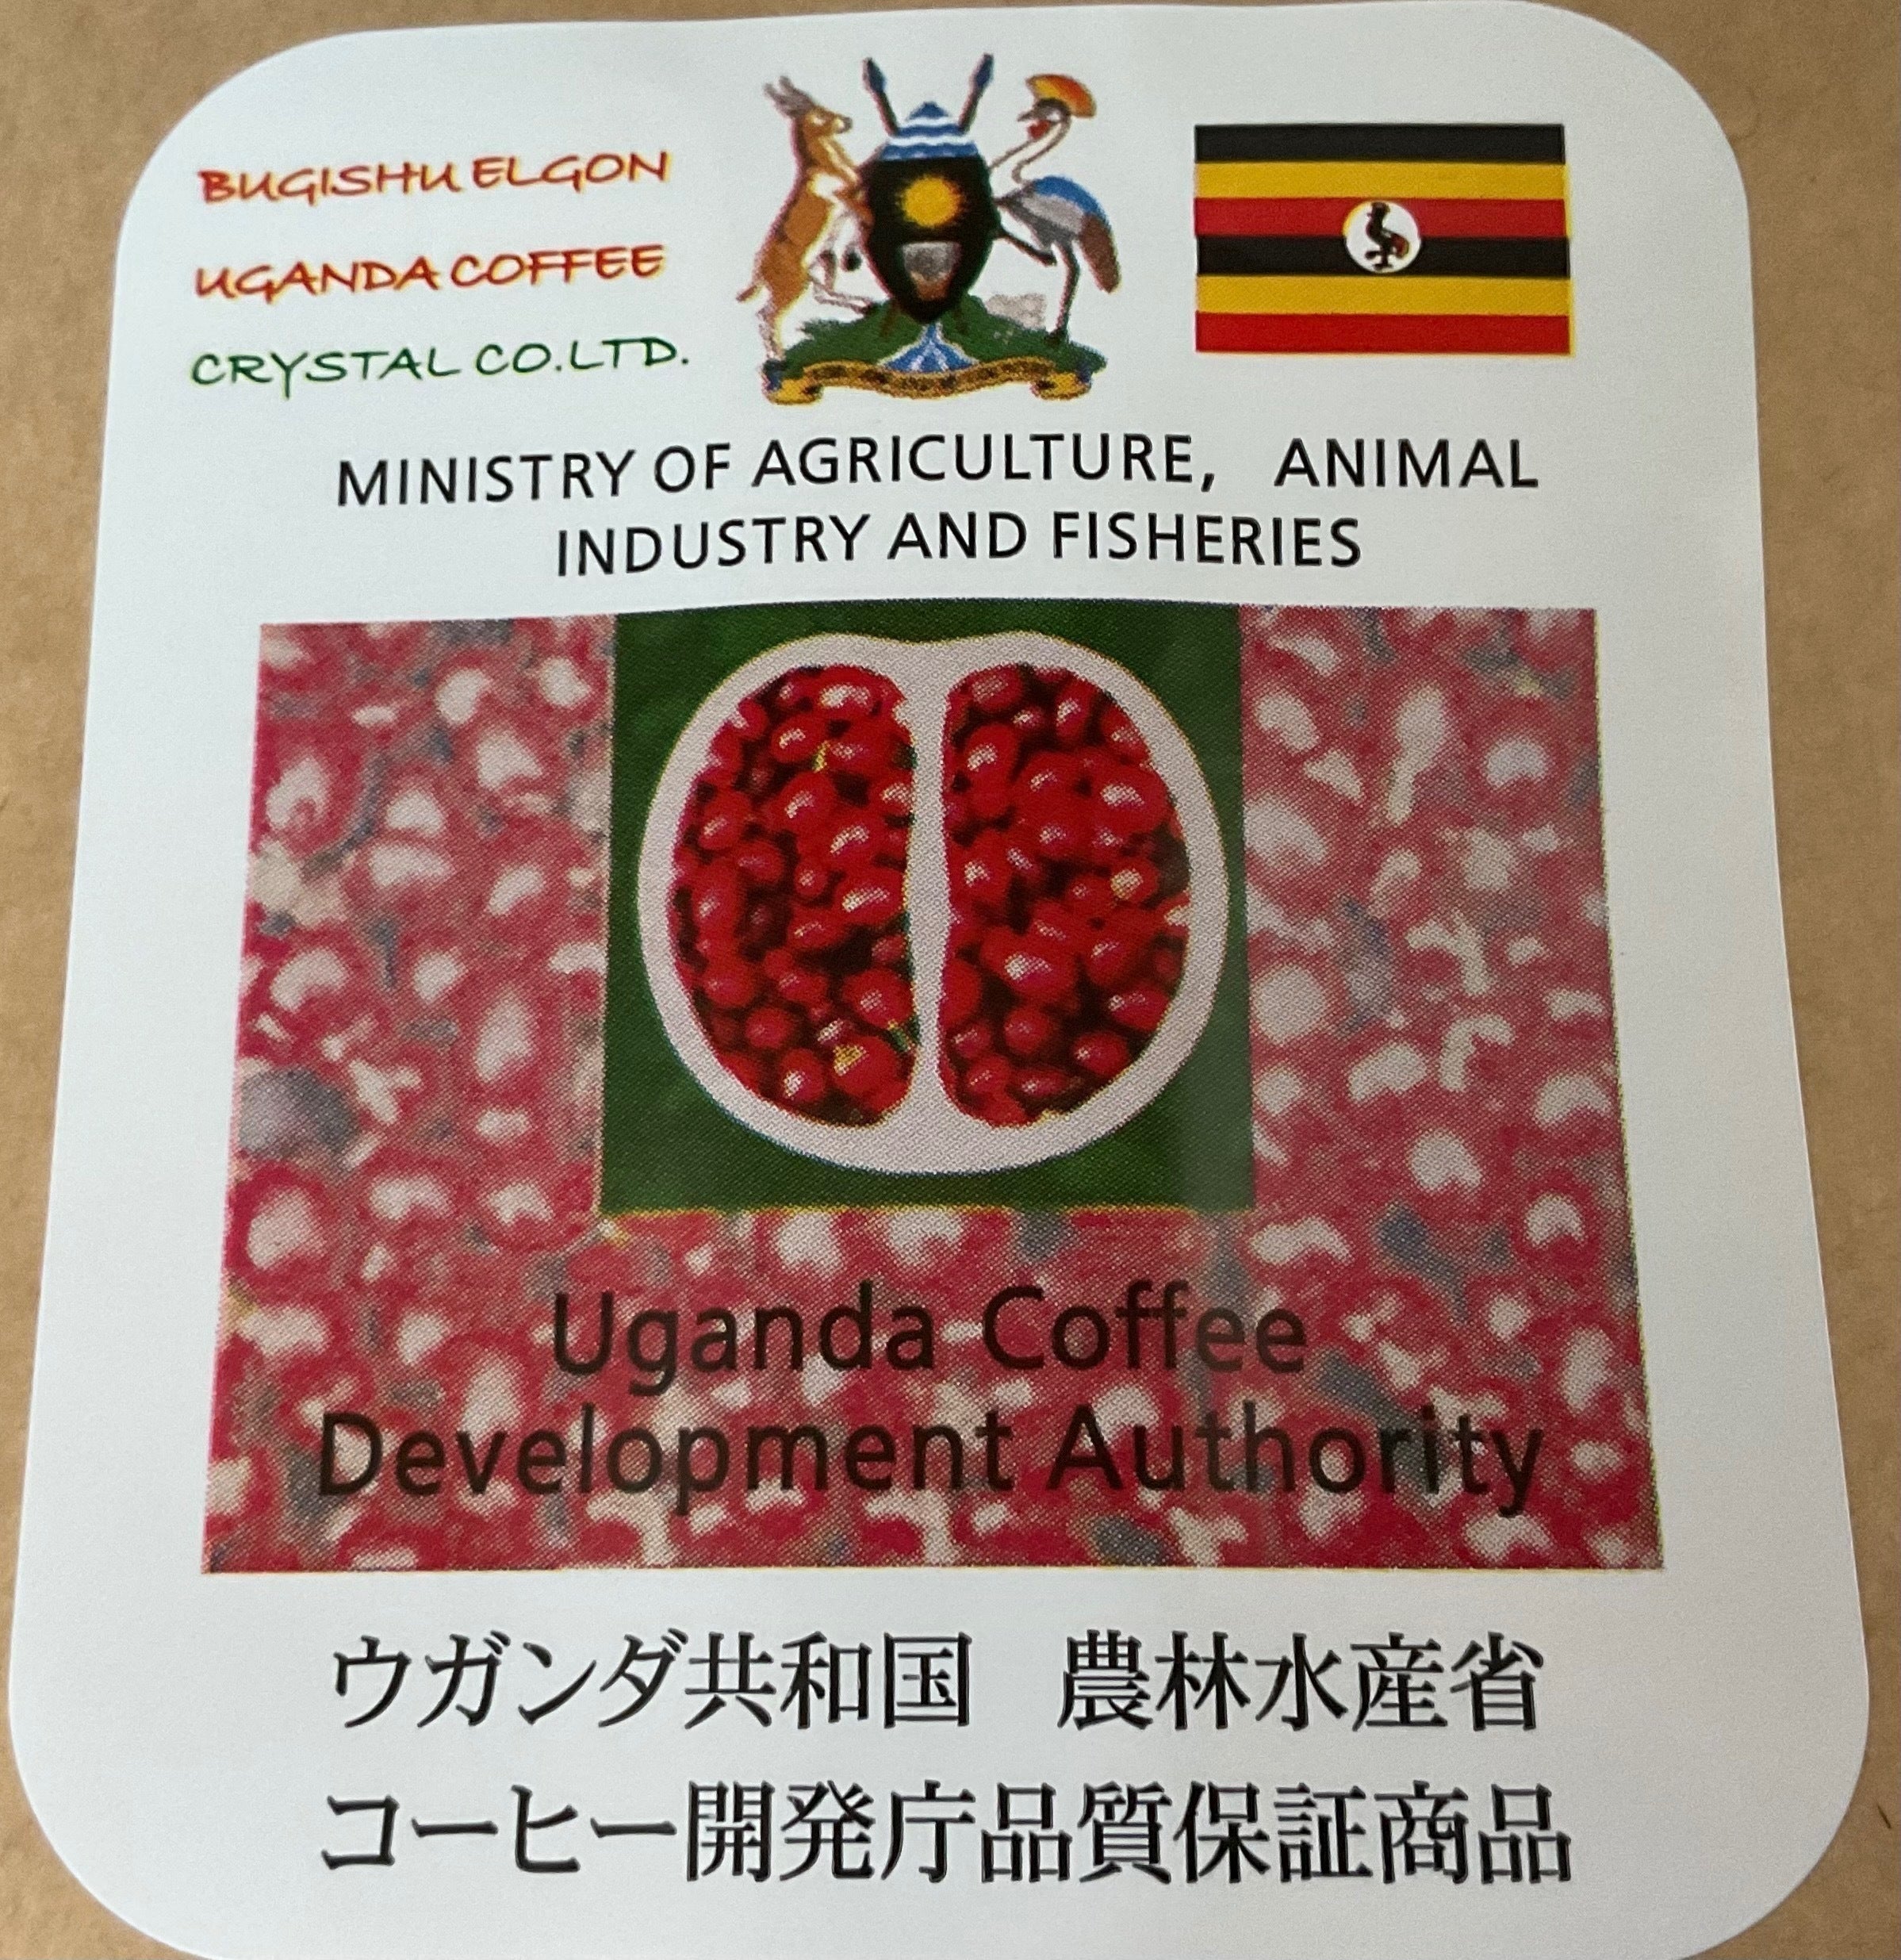 BUGISHU ELGON
UGANDA COFFEE
CRYSTAL CO.LTD.
MINISTRY OF AGRICULTURE, ANIMAL
INDUSTRY AND FISHERIES
Uganda Coffee
Development Authority
ウガンダ共和国 農林水産省
コーヒー開発庁品質保証商品